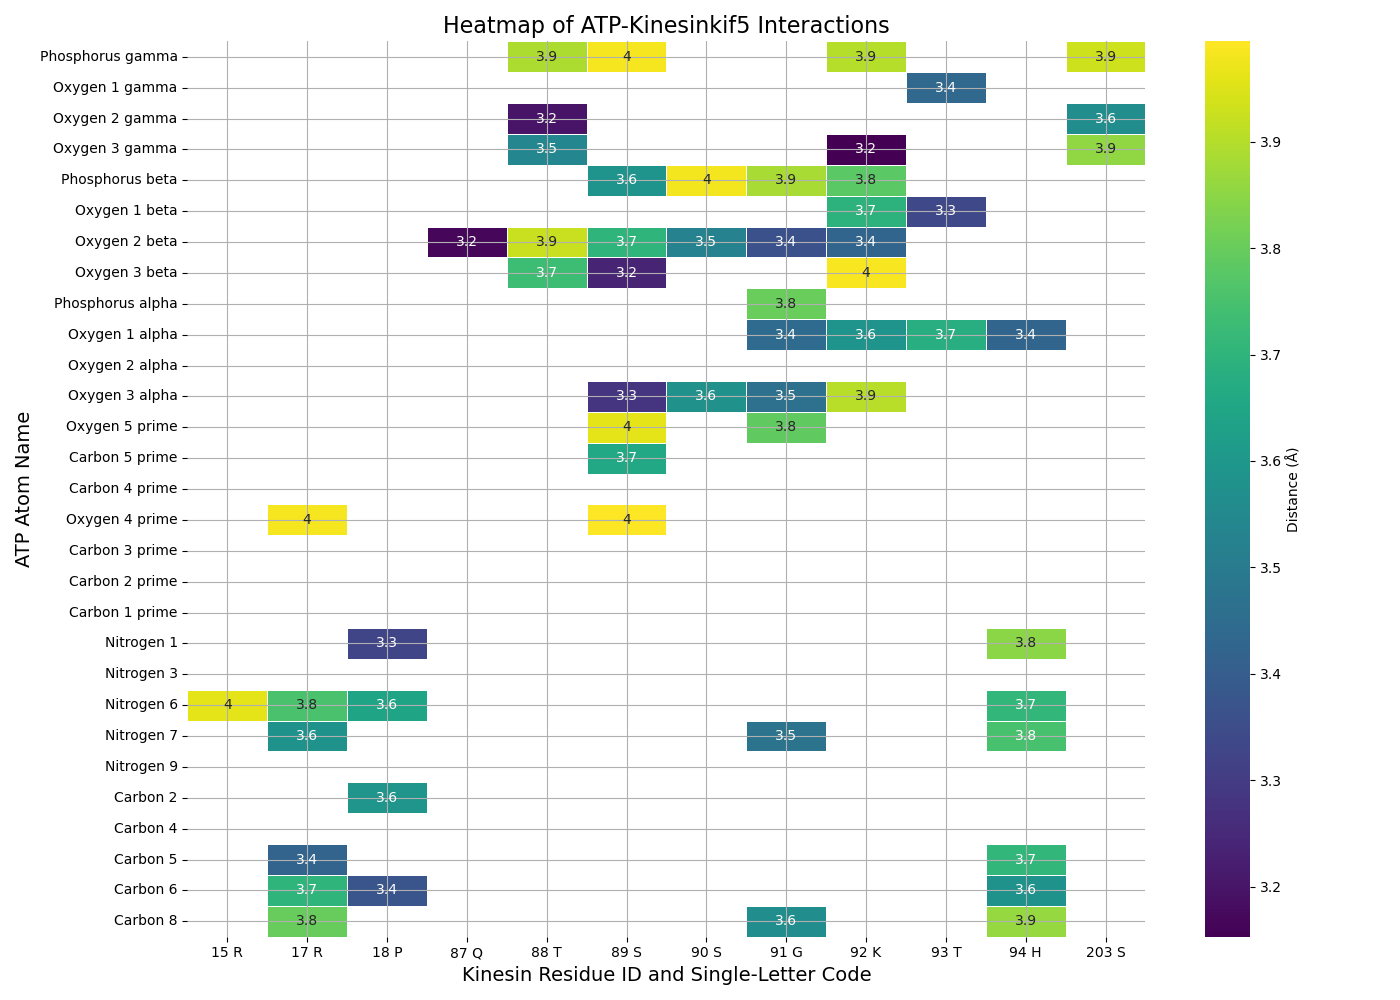 Heatmap of ATP-Kinesinkif5 Interactions
Phosphorus gamma 3.9 4 3.9 3.9
Oxygen 1 gamma 3.4
Oxygen 2 gamma 3.2 3.6
Oxygen 3 gamma 3.5 3.2 3.9
Phosphorus beta 3.6 4 3.9 3.8
Oxygen 1 beta 3.7 3.3
Oxygen 2 beta 3.2 3.9 3.7 3.5 3.4 3.4
Oxygen 3 beta 3.7 3.2 4
Phosphorus alpha 3.8
Oxygen 1 alpha 3.4 3.6 3.7 3.4
Oxygen 2 alpha
Oxygen 3 alpha 3.3 3.6 3.5 3.9
Oxygen 5 prime 4 3.8
Carbon 5 prime 3.7
Carbon 4 prime
Oxygen 4 prime 4 4
Carbon 3 prime
Carbon 2 prime
Carbon 1 prime
Nitrogen 1 3.3 3.8
Nitrogen 3
Nitrogen 6 4 3.8 3.6 3.7
Nitrogen 7 3.6 3.5 3.8
Nitrogen 9
Carbon 2 3.6
Carbon 4
Carbon 5 3.4 3.7
Carbon 6 3.7 3.4 3.6
Carbon 8 3.8 3.6 3.9
15 R 17 R 18 P 87 Q 88 T 89 S 90 S 91 G 92 K 93 T 94 H 203 S
Kinesin Residue ID and Single-Letter Code
ATP Atom Name
3.9
3.8
3.7
3.6
3.5
3.4
3.3
3.2
Distance (Å)